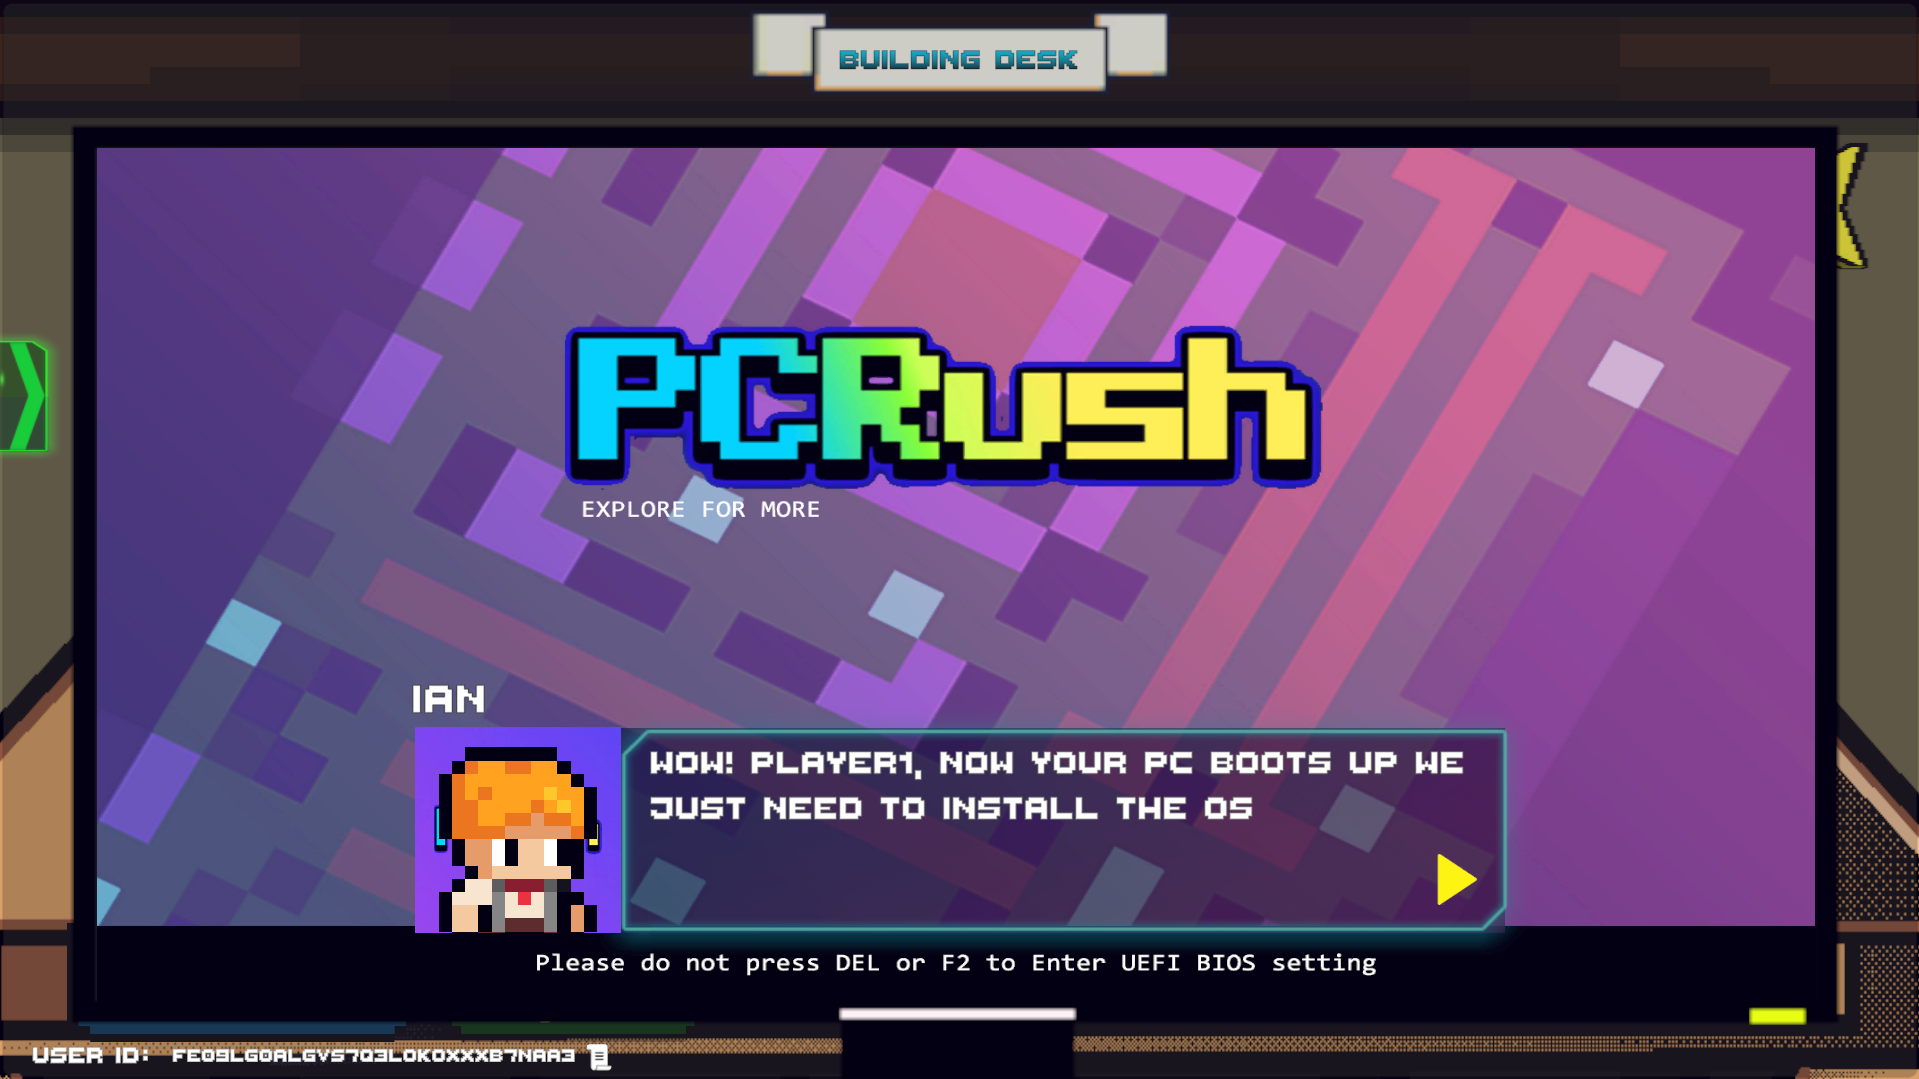 BUILDING DESK
PCRush
EXPLORE FOR MORE
IAN
WOW! PLAYER1, NOW YOUR PC BOOTS UP WE
JUST NEED TO INSTALL THE OS
Please do not press DEL or F2 to Enter UEFI BIOS setting
USER ID: